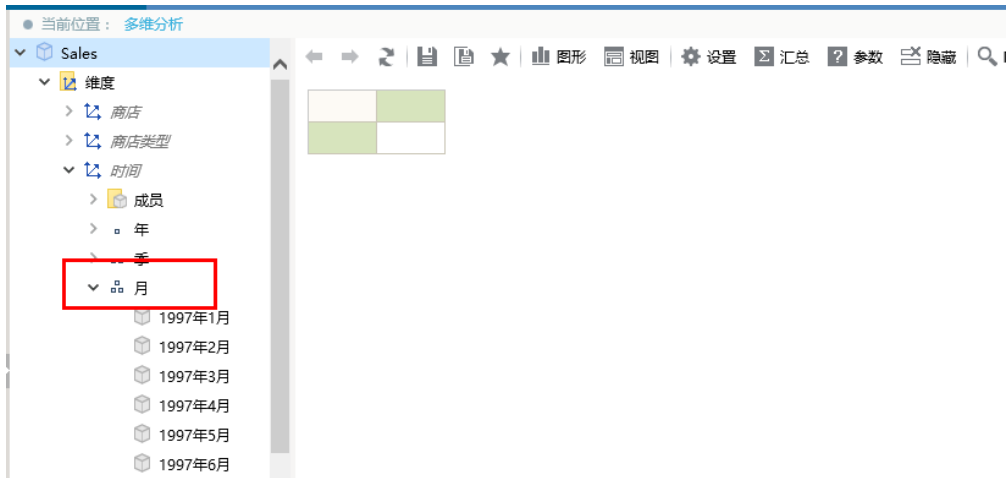 当前位置： 多维分析
Sales
图形 视图 设置 汇总 参数 隐藏
维度
商店
商店类型
时间
成员
年
季
月
1997年1月
1997年2月
1997年3月
1997年4月
1997年5月
1997年6月